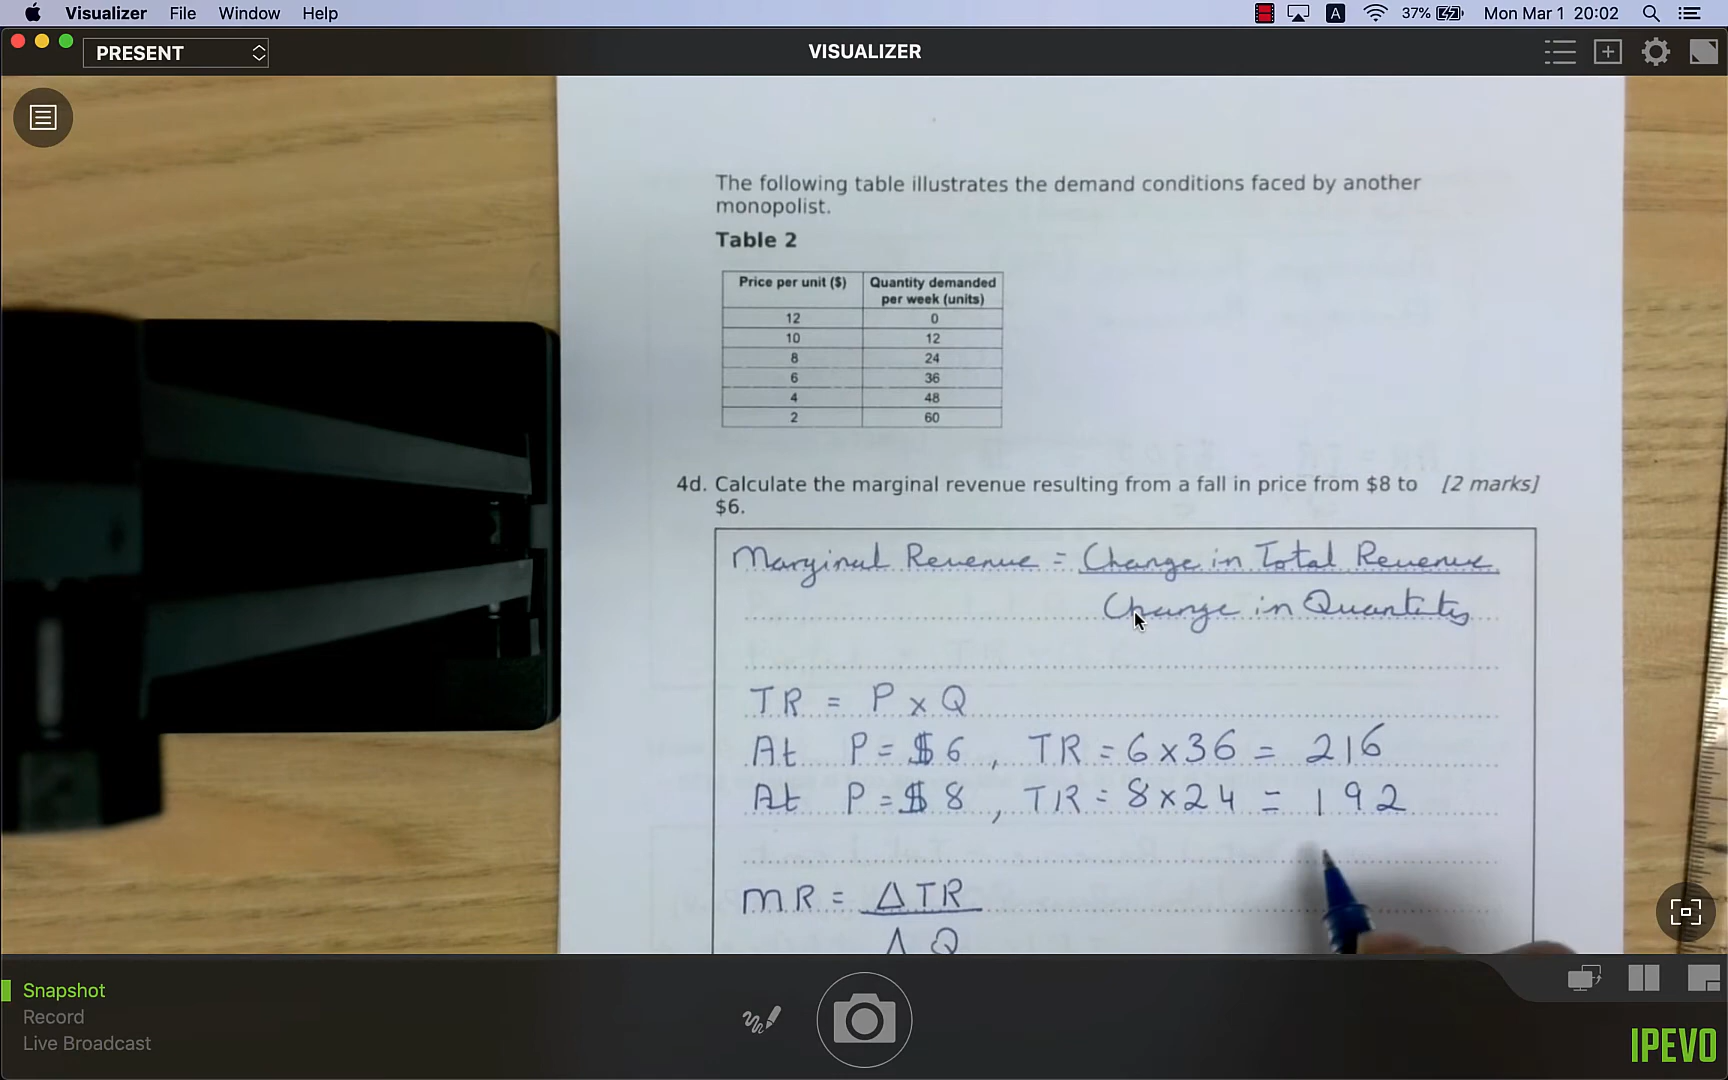 Visualizer File Window Help A 37% Mon Mar 1 20:02
PRESENT VISUALIZER
The following table illustrates the demand conditions faced by another
monopolist.
Table 2
Price per unit ($) Quantity demanded
per week (units)
12 0
10 12
8 24
6 36
4 48
2 60
4d. Calculate the marginal revenue resulting from a fall in price from $8 to [2 marks]
$6.
Marginal Revenue = Change in Total Revenue
Change in Quantity
TR = P x Q
At P = $6, TR = 6 x 36 = 216
At P = $8, TR = 8 x 24 = 192
MR = Δ TR
Δ Q
Snapshot
Record
Live Broadcast
IPEVO